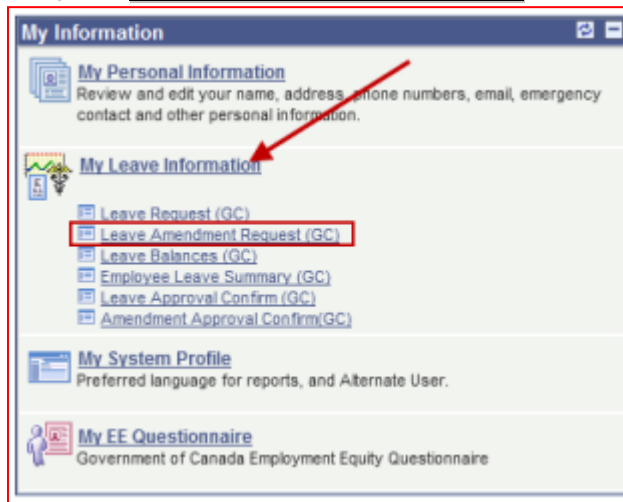 My Information
My Personal Information
Review and edit your name, address, phone numbers, email, emergency
contact and other personal information.
My Leave Information
Leave Request (GC)
Leave Amendment Request (GC)
Leave Balances (GC)
Employee Leave Summary (GC)
Leave Approval Confirm (GC)
Amendment Approval Confirm(GC)
My System Profile
Preferred language for reports, and Alternate User.
My EE Questionnaire
Government of Canada Employment Equity Questionnaire